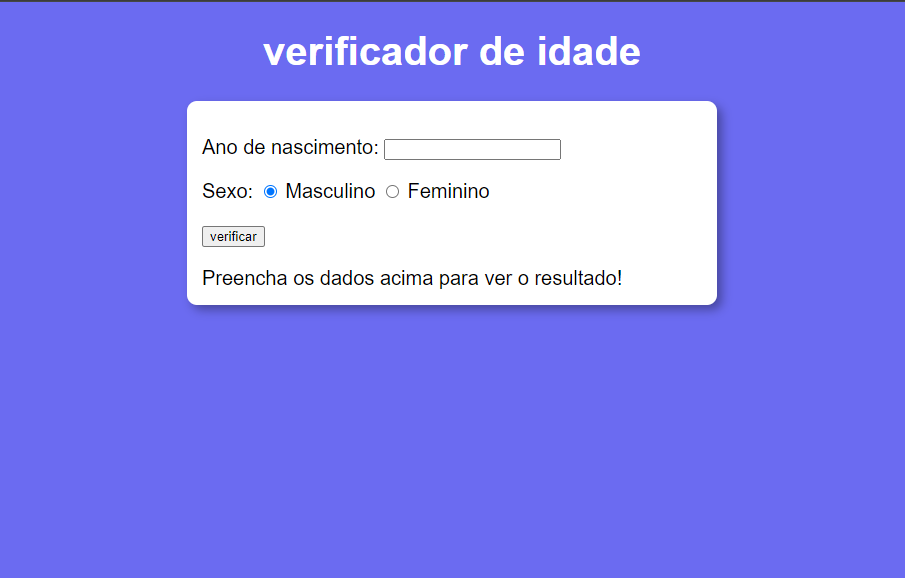 verificador de idade
Ano de nascimento:
Sexo: Masculino Feminino
verificar
Preencha os dados acima para ver o resultado!